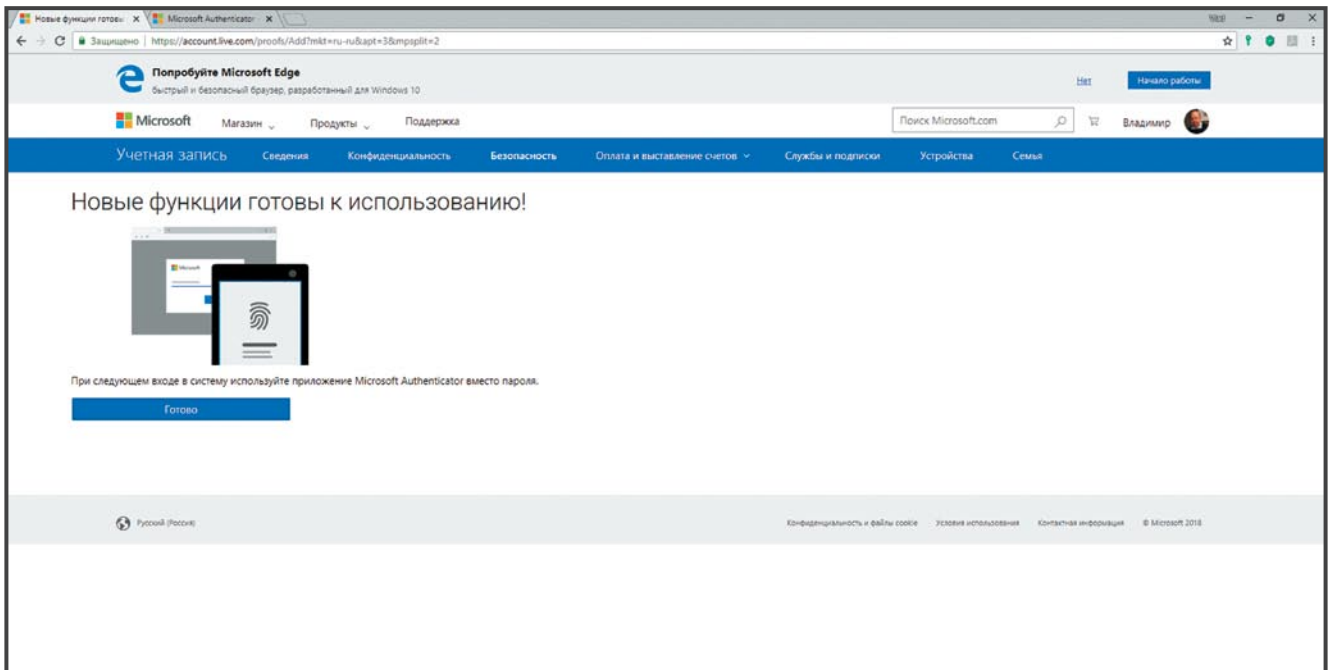 Новые функции готовы
Microsoft Authenticator
Защищено
https://account.live.com/proofs/Add?mkt=ru-ru&apt=3&mpsplit=2
Попробуйте Microsoft Edge
быстрый и безопасный браузер, разработанный для Windows 10
Нет
Начало работы
Microsoft
Магазин
Продукты
Поддержка
Поиск Microsoft.com
Владимир
Учетная запись
Сведения
Конфиденциальность
Безопасность
Оплата и выставление счетов
Службы и подписки
Устройства
Семья
Новые функции готовы к использованию!
Microsoft
При следующем входе в систему используйте приложение Microsoft Authenticator вместо пароля.
Готово
Русский (Россия)
Конфиденциальность и файлы cookie
Условия использования
Контактная информация
© Microsoft 2018